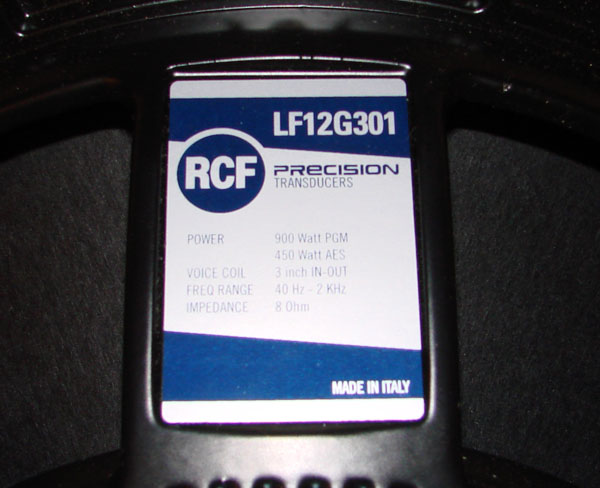 LF12G301
RCF PRECISION
TRANSDUCERS
POWER 900 Watt PGM
450 Watt AES
VOICE COIL 3 inch IN-OUT
FREQ RANGE 40 Hz - 2 KHz
IMPEDANCE 8 Ohm
MADE IN ITALY